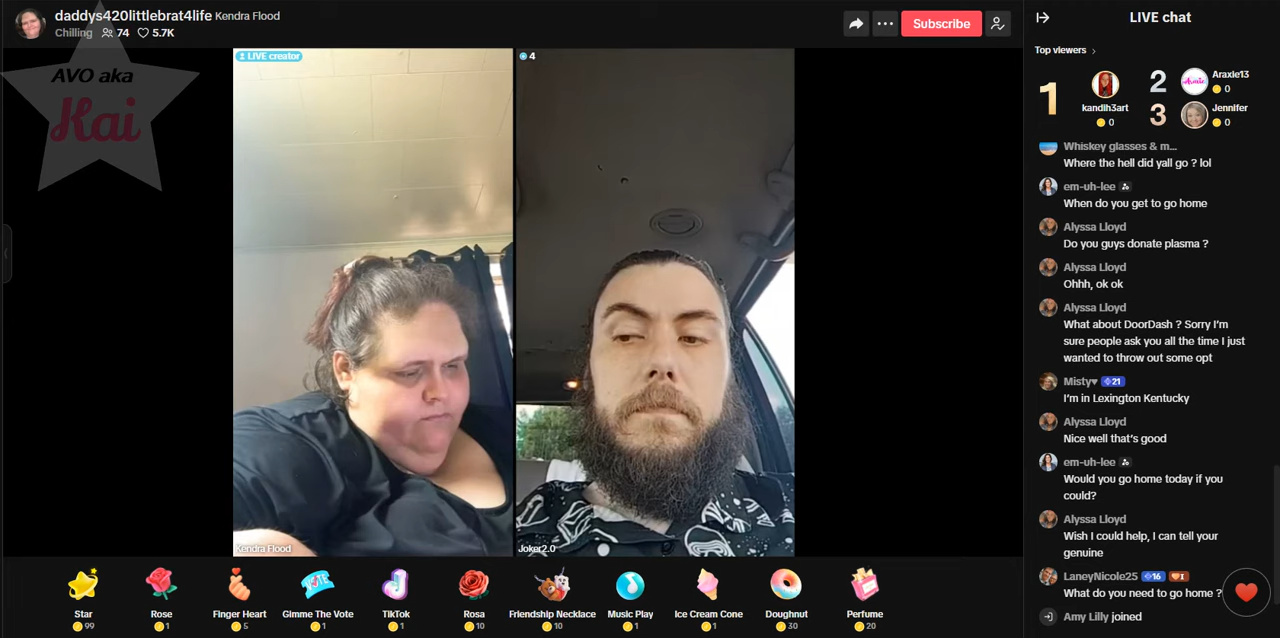 daddys420littlebrat4life Kendra Flood
Chilling 74 5.7K
Subscribe
AVO aka
Kai
LIVE creator
4
Kendra Flood
Joker2.0
Star
99
Rose
1
Finger Heart
5
VOTE
Gimme The Vote
1
TikTok
1
Rosa
10
Friendship Necklace
10
Music Play
1
Ice Cream Cone
1
Doughnut
30
Perfume
20
LIVE chat
Top viewers
1
kandih3art
0
2
Araxie13
0
3
Jennifer
0
Whiskey glasses & m...
Where the hell did yall go ? lol
em-uh-lee
When do you get to go home
Alyssa Lloyd
Do you guys donate plasma ?
Alyssa Lloyd
Ohhh, ok ok
Alyssa Lloyd
What about DoorDash ? Sorry I'm
sure people ask you all the time I just
wanted to throw out some opt
Misty♥ 21
I'm in Lexington Kentucky
Alyssa Lloyd
Nice well that's good
em-uh-lee
Would you go home today if you
could?
Alyssa Lloyd
Wish I could help, I can tell your
genuine
LaneyNicole25 16 I
What do you need to go home ?
Amy Lilly joined